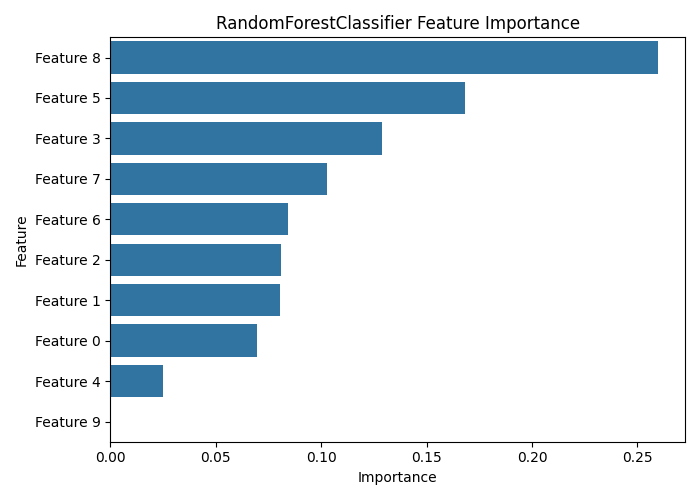 RandomForestClassifier Feature Importance
Feature 8
Feature 5
Feature 3
Feature 7
Feature 6
Feature 2
Feature 1
Feature 0
Feature 4
Feature 9
Feature
0.00 0.05 0.10 0.15 0.20 0.25
Importance